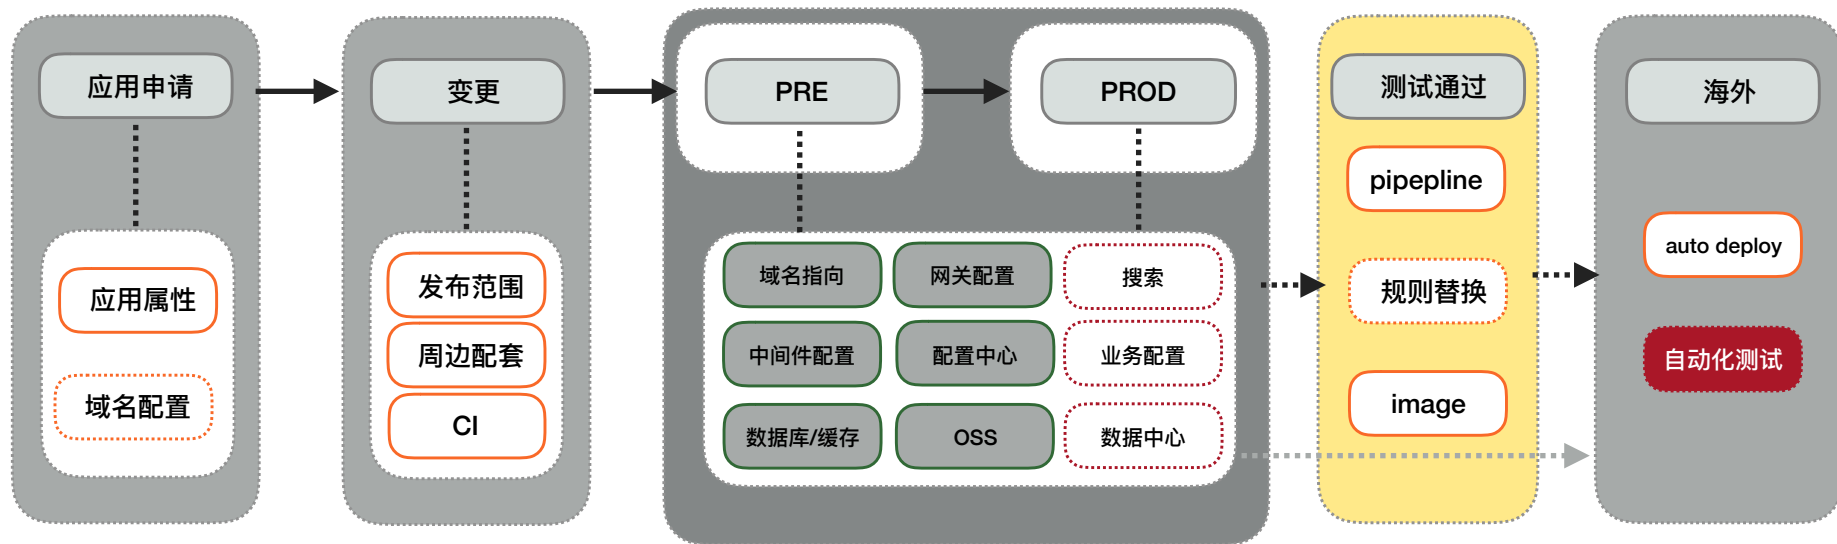 应用申请
应用属性
域名配置
变更
发布范围
周边配套
CI
PRE
PROD
域名指向
网关配置
搜索
中间件配置
配置中心
业务配置
数据库/缓存
OSS
数据中心
测试通过
pipepline
规则替换
image
海外
auto deploy
自动化测试